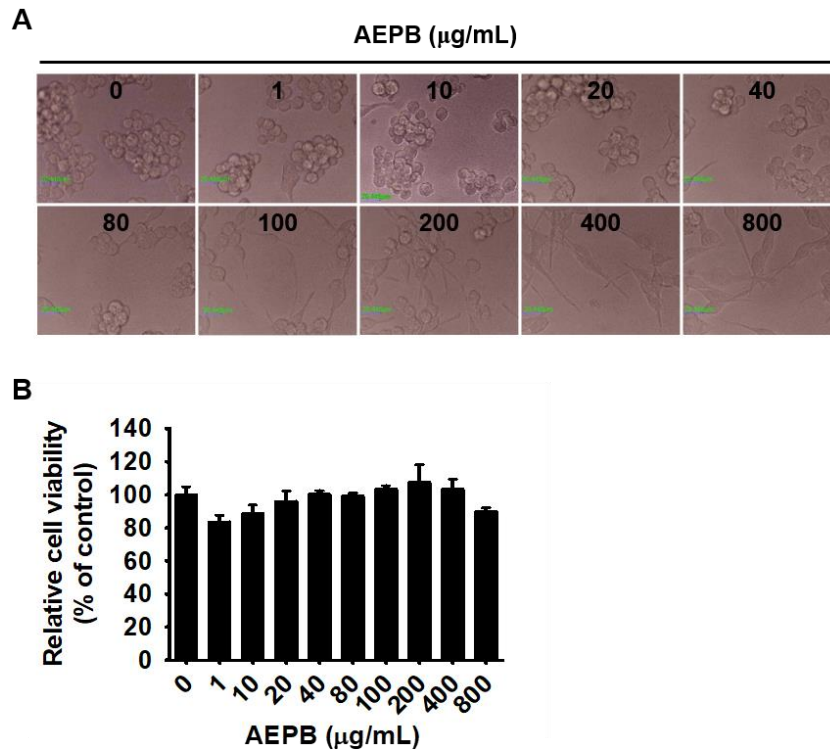 A
AEPB (μg/mL)
0 1 10 20 40
80 100 200 400 800
B
Relative cell viability
(% of control)
140
120
100
80
60
40
20
0
0 1 10 20 40 80 100 200 400 800
AEPB (μg/mL)